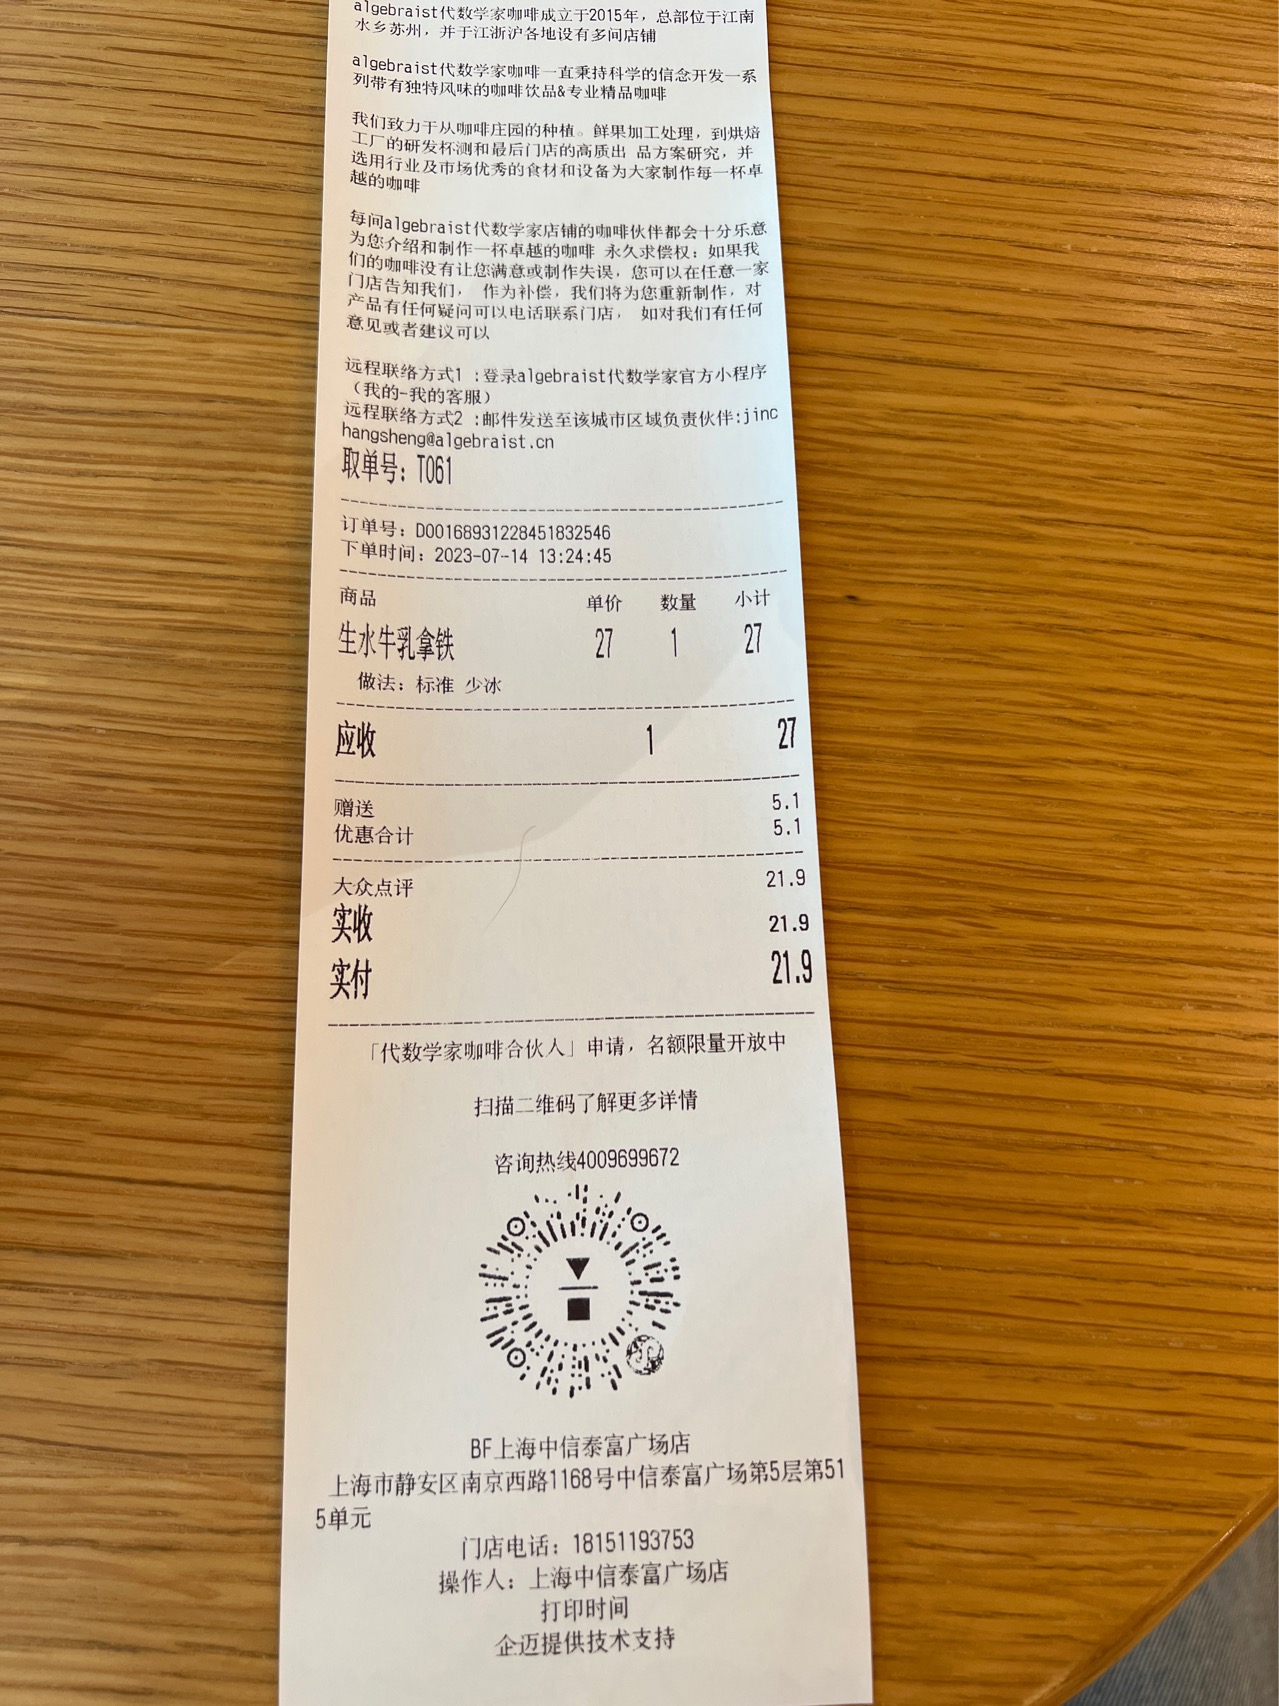 algebraist代数学家咖啡成立于2015年，总部位于江南
水乡苏州，并于江浙沪各地设有多间店铺
algebraist代数学家咖啡一直秉持科学的信念开发一系
列带有独特风味的咖啡饮品&专业精品咖啡
我们致力于从咖啡庄园的种植。鲜果加工处理，到烘焙
工厂的研发杯测和最后门店的高质出 品方案研究，并
选用行业及市场优秀的食材和设备为大家制作每一杯卓
越的咖啡
每间algebraist代数学家店铺的咖啡伙伴都会十分乐意
为您介绍和制作一杯卓越的咖啡 永久求偿权：如果我
们的咖啡没有让您满意或制作失误，您可以在任意一家
门店告知我们， 作为补偿，我们将为您重新制作，对
产品有任何疑问可以电话联系门店， 如对我们有任何
意见或者建议可以
远程联络方式1 :登录algebraist代数学家官方小程序
（我的-我的客服）
远程联络方式2 :邮件发送至该城市区域负责伙伴:jinc
hangsheng@algebraist.cn
取单号：T061
订单号：D00168931228451832546
下单时间：2023-07-14 13:24:45
商品 单价 数量 小计
生水牛乳拿铁 27 1 27
做法：标准 少冰
应收 1 27
赠送 5.1
优惠合计 5.1
大众点评 21.9
实收 21.9
实付 21.9
「代数学家咖啡合伙人」申请，名额限量开放中
扫描二维码了解更多详情
咨询热线4009699672
BF上海中信泰富广场店
上海市静安区南京西路1168号中信泰富广场第5层第51
5单元
门店电话：18151193753
操作人：上海中信泰富广场店
打印时间
企迈提供技术支持